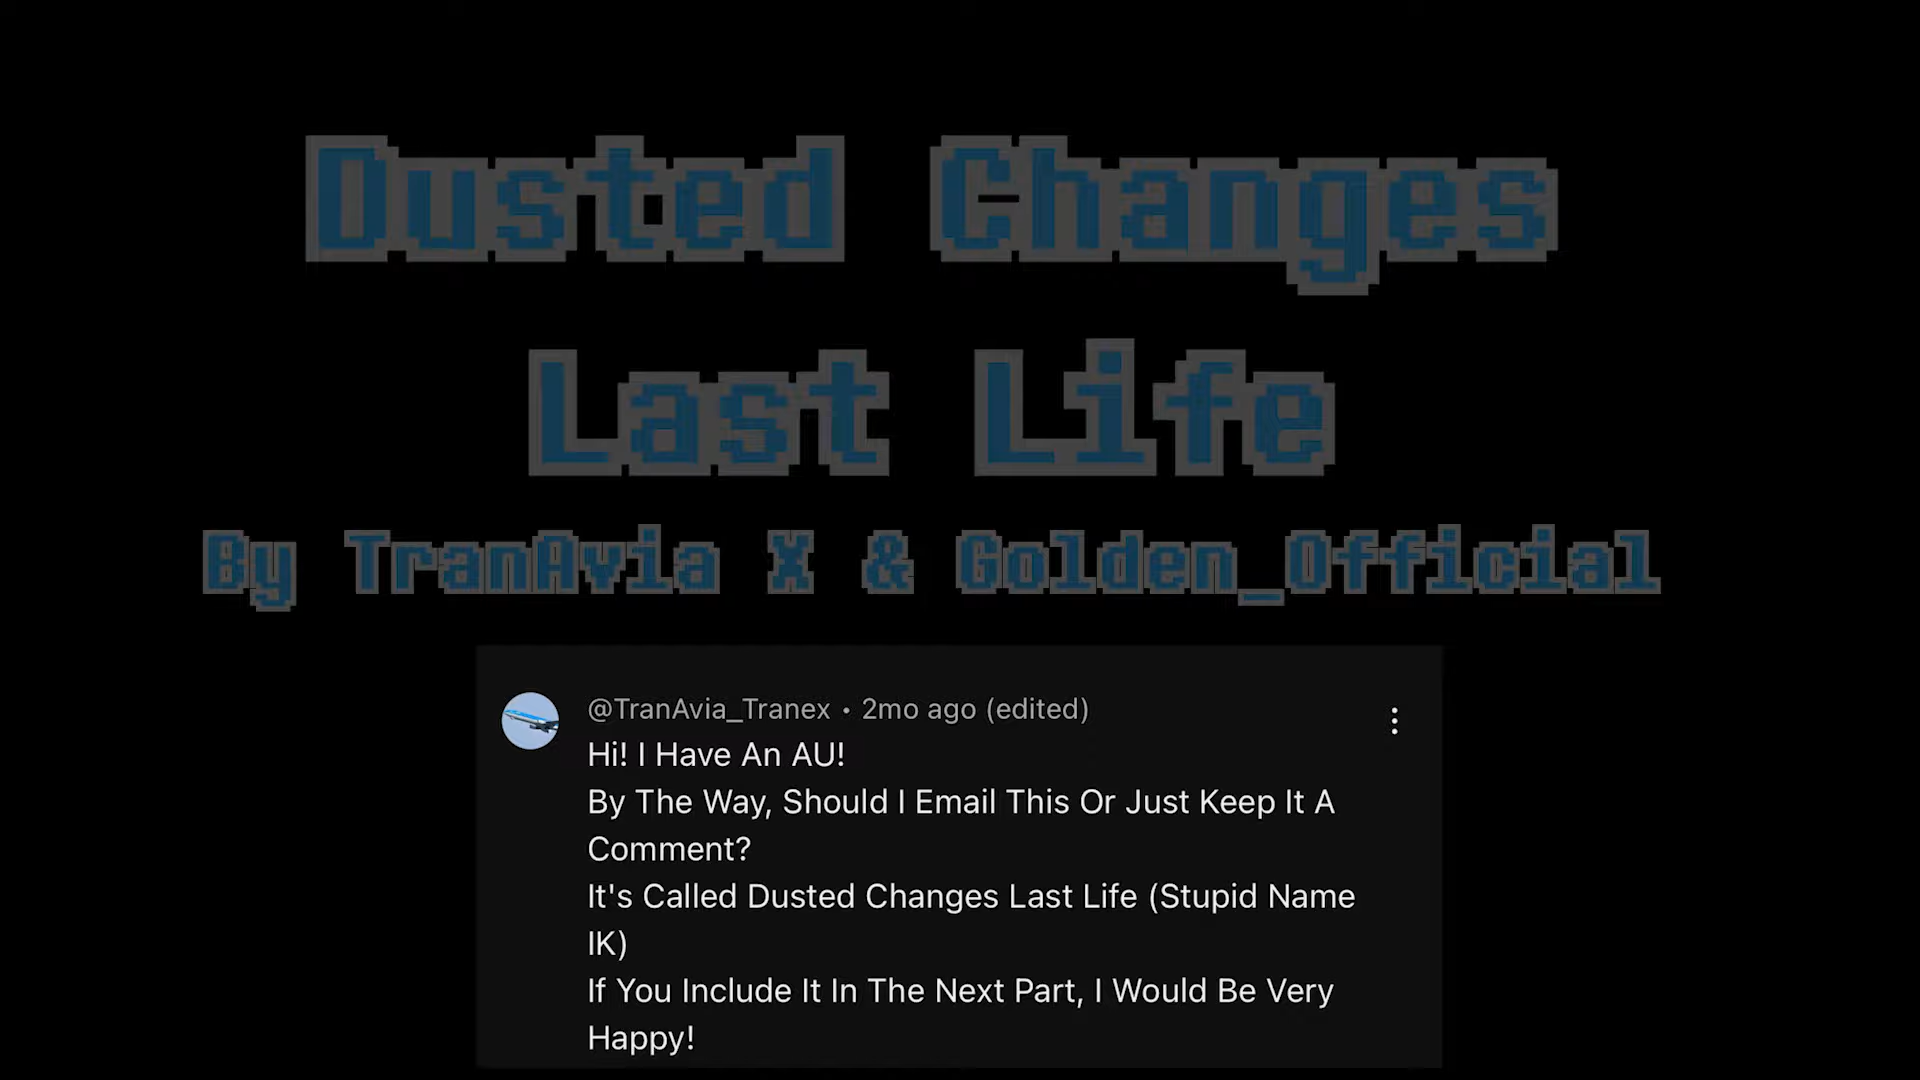 Dusted Changes
Last Life
By TranAvia X & Golden_Official
@TranAvia_Tranex • 2mo ago (edited)
Hi! I Have An AU!
By The Way, Should I Email This Or Just Keep It A
Comment?
It's Called Dusted Changes Last Life (Stupid Name
IK)
If You Include It In The Next Part, I Would Be Very
Happy!